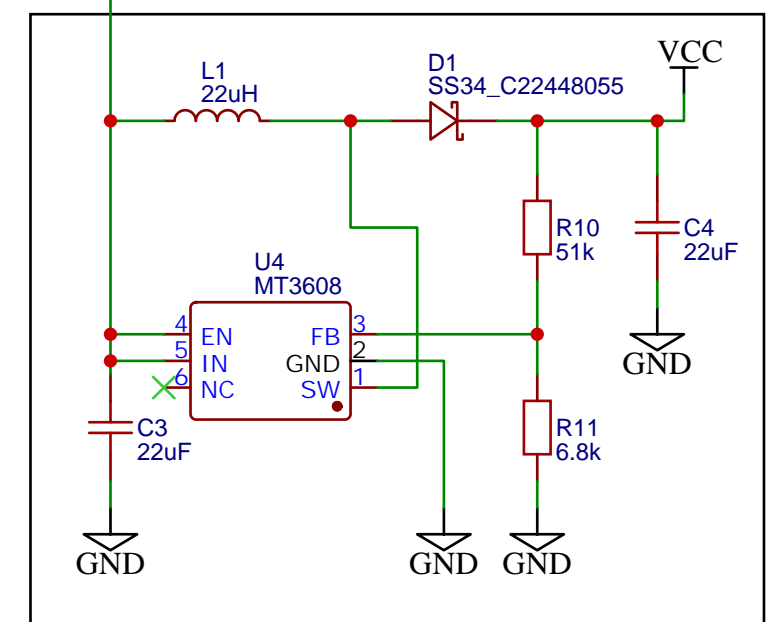 VCC
D1
SS34_C22448055
L1
22uH
R10
51k
C4
22uF
U4
MT3608
4 EN FB 3
5 IN GND 2
6 NC SW 1
GND
C3
22uF
R11
6.8k
GND
GND
GND